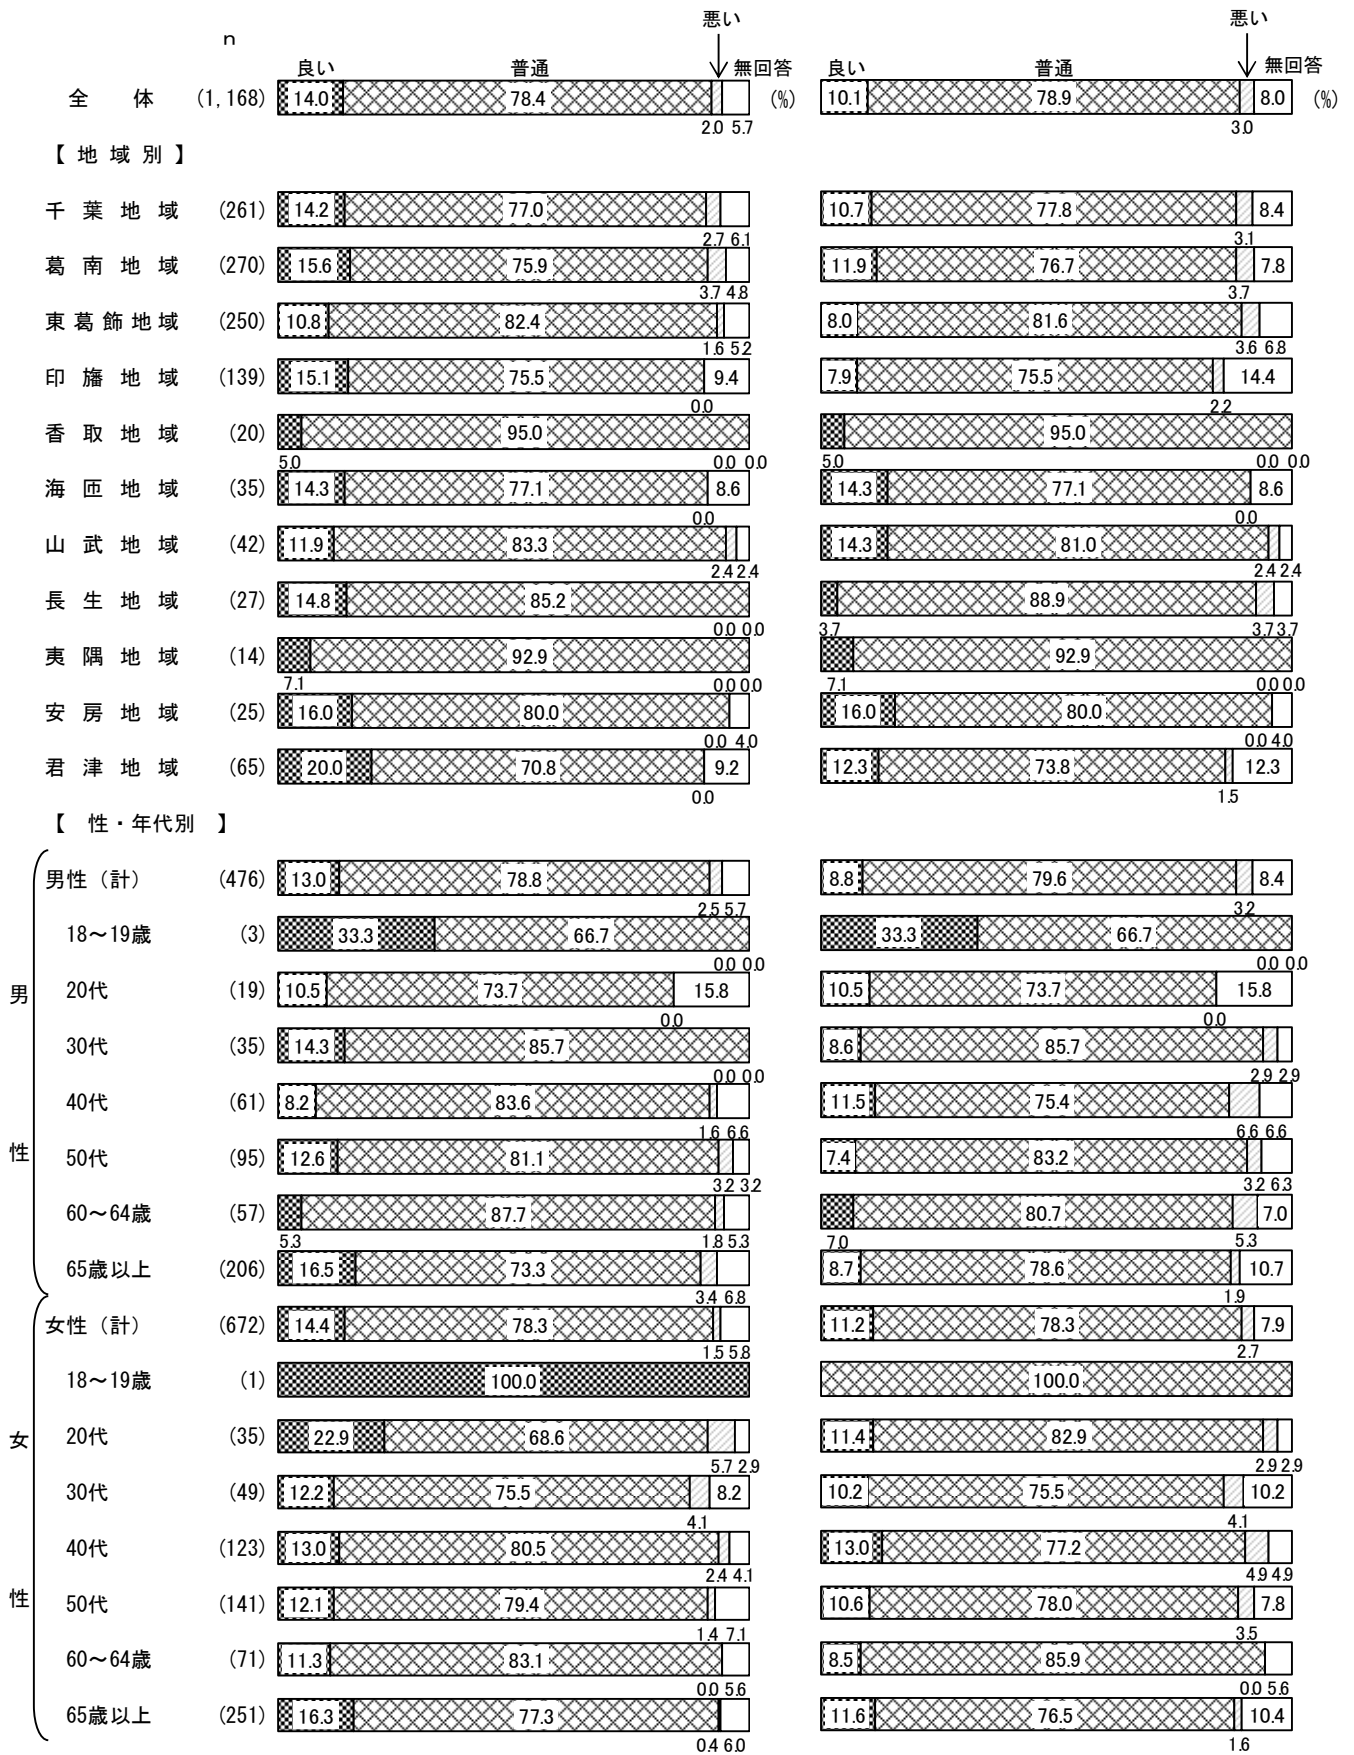 悪い 悪い
n
良い 普通 無回答 良い 普通 無回答
全 体 (1,168) 14.0 78.4 (%) 10.1 78.9 8.0 (%)
2.0 5.7 3.0
【 地 域 別 】
千 葉 地 域 (261) 14.2 77.0 10.7 77.8 8.4
2.7 6.1 3.1
葛 南 地 域 (270) 15.6 75.9 11.9 76.7 7.8
3.7 4.8 3.7
東 葛 飾 地 域 (250) 10.8 82.4 8.0 81.6
1.6 5.2 3.6 6.8
印 旛 地 域 (139) 15.1 75.5 9.4 7.9 75.5 14.4
0.0 2.2
香 取 地 域 (20) 95.0 95.0
5.0 0.0 0.0 5.0 0.0 0.0
海 匝 地 域 (35) 14.3 77.1 8.6 14.3 77.1 8.6
0.0 0.0
山 武 地 域 (42) 11.9 83.3 14.3 81.0
2.4 2.4 2.4 2.4
長 生 地 域 (27) 14.8 85.2 88.9
0.0 0.0 3.7 3.7 3.7
夷 隅 地 域 (14) 92.9 92.9
7.1 0.0 0.0 7.1 0.0 0.0
安 房 地 域 (25) 16.0 80.0 16.0 80.0
0.0 4.0 0.0 4.0
君 津 地 域 (65) 20.0 70.8 9.2 12.3 73.8 12.3
0.0 1.5
【 性・年代別 】
男性（計） (476) 13.0 78.8 8.8 79.6 8.4
2.5 5.7 3.2
18～19歳 (3) 33.3 66.7 33.3 66.7
0.0 0.0 0.0 0.0
男 20代 (19) 10.5 73.7 15.8 10.5 73.7 15.8
0.0 0.0
30代 (35) 14.3 85.7 8.6 85.7
0.0 0.0 2.9 2.9
40代 (61) 8.2 83.6 11.5 75.4
1.6 6.6 6.6 6.6
性 50代 (95) 12.6 81.1 7.4 83.2
3.2 3.2 3.2 6.3
60～64歳 (57) 87.7 80.7 7.0
5.3 1.8 5.3 7.0 5.3
65歳以上 (206) 16.5 73.3 8.7 78.6 10.7
3.4 6.8 1.9
女性（計） (672) 14.4 78.3 11.2 78.3 7.9
1.5 5.8 2.7
18～19歳 (1) 100.0 100.0
女 20代 (35) 22.9 68.6 11.4 82.9
5.7 2.9 2.9 2.9
30代 (49) 12.2 75.5 8.2 10.2 75.5 10.2
4.1 4.1
40代 (123) 13.0 80.5 13.0 77.2
2.4 4.1 4.9 4.9
性 50代 (141) 12.1 79.4 10.6 78.0 7.8
1.4 7.1 3.5
60～64歳 (71) 11.3 83.1 8.5 85.9
0.0 5.6 0.0 5.6
65歳以上 (251) 16.3 77.3 11.6 76.5 10.4
0.4 6.0 1.6